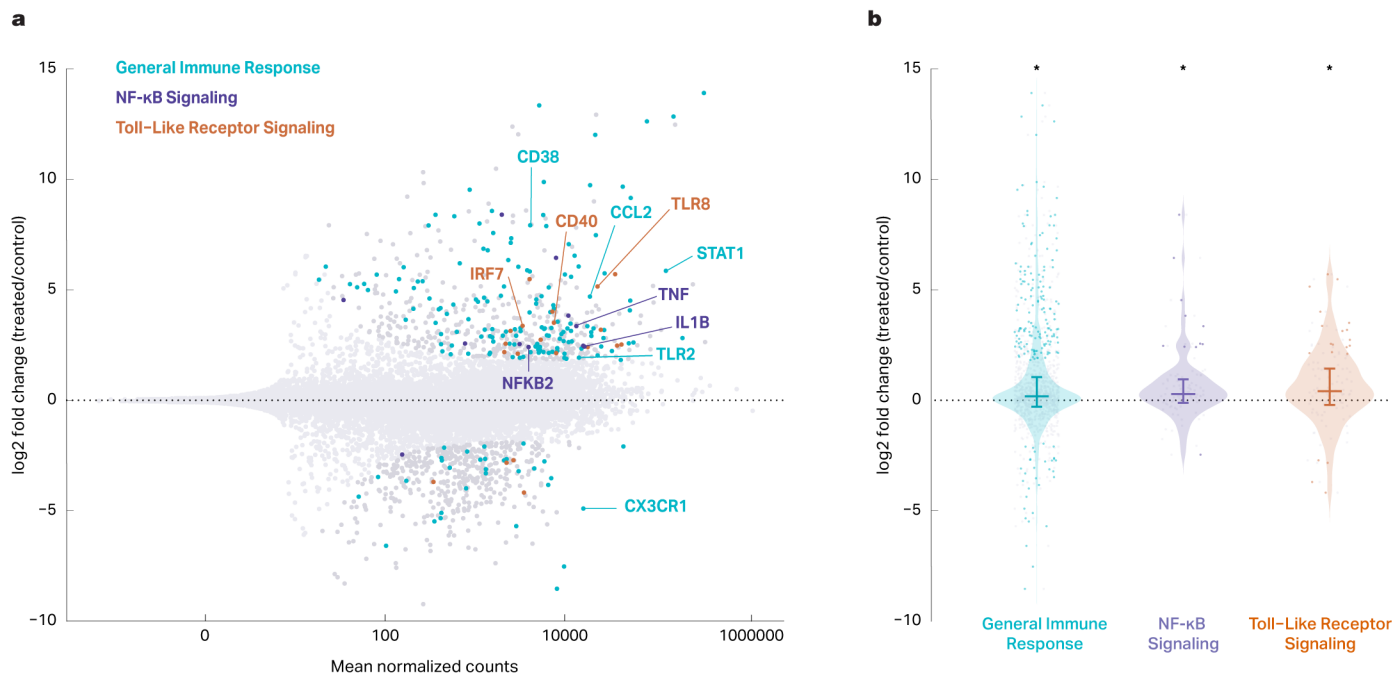 a
b
15
10
5
0
−5
−10
log2 fold change (treated/control)
General Immune Response
NF-κB Signaling
Toll–Like Receptor Signaling
CD38
CD40
CCL2
TLR8
STAT1
IRF7
TNF
IL1B
TLR2
NFKB2
CX3CR1
0
100
10000
1000000
Mean normalized counts
15
10
5
0
−5
−10
log2 fold change (treated/control)
*
*
*
General Immune
Response
NF-κB
Signaling
Toll–Like Receptor
Signaling